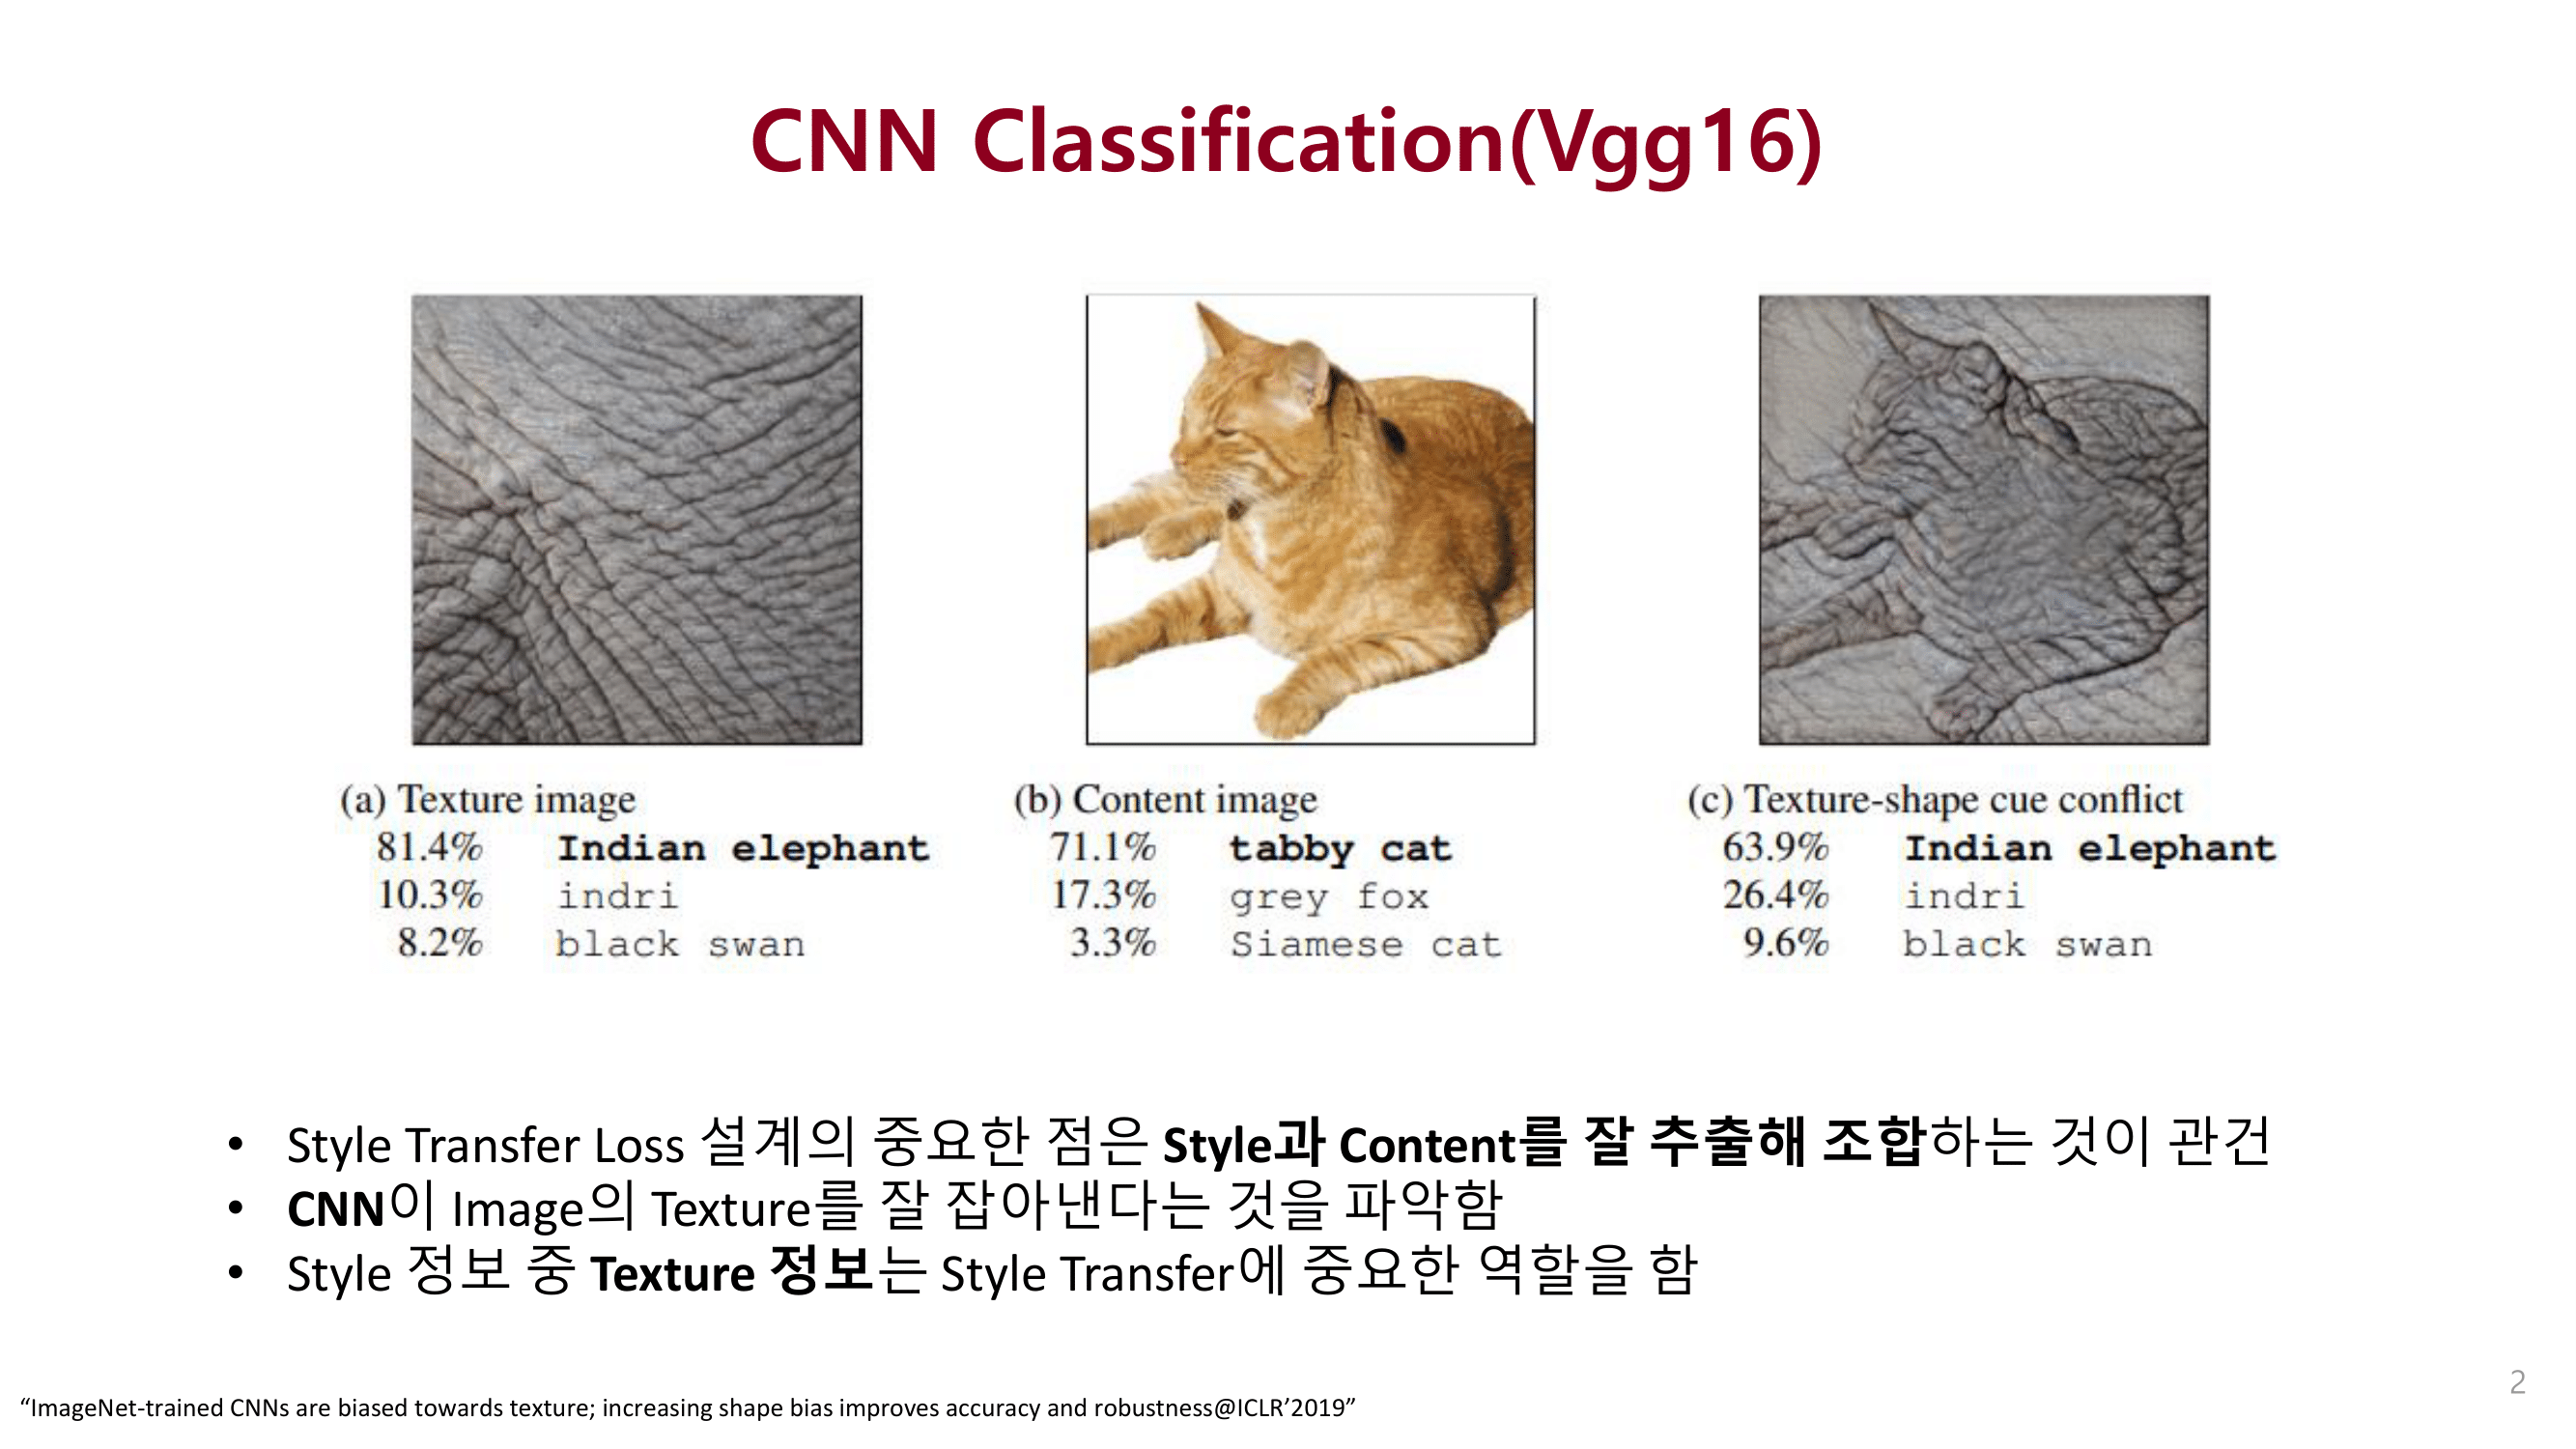 CNN Classification(Vgg16)
(a) Texture image
81.4% Indian elephant
10.3% indri
8.2% black swan
(b) Content image
71.1% tabby cat
17.3% grey fox
3.3% Siamese cat
(c) Texture-shape cue conflict
63.9% Indian elephant
26.4% indri
9.6% black swan
• Style Transfer Loss 설계의 중요한 점은 Style과 Content를 잘 추출해 조합하는 것이 관건
• CNN이 Image의 Texture를 잘 잡아낸다는 것을 파악함
• Style 정보 중 Texture 정보는 Style Transfer에 중요한 역할을 함
2
“ImageNet-trained CNNs are biased towards texture; increasing shape bias improves accuracy and robustness@ICLR’2019”